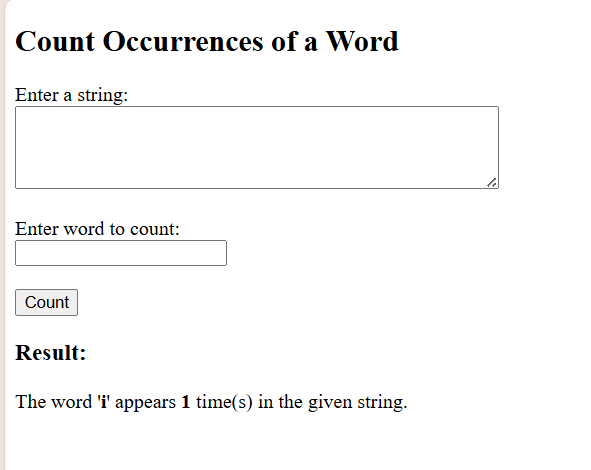 Count Occurrences of a Word
Enter a string:
Enter word to count:
Count
Result:
The word 'i' appears 1 time(s) in the given string.